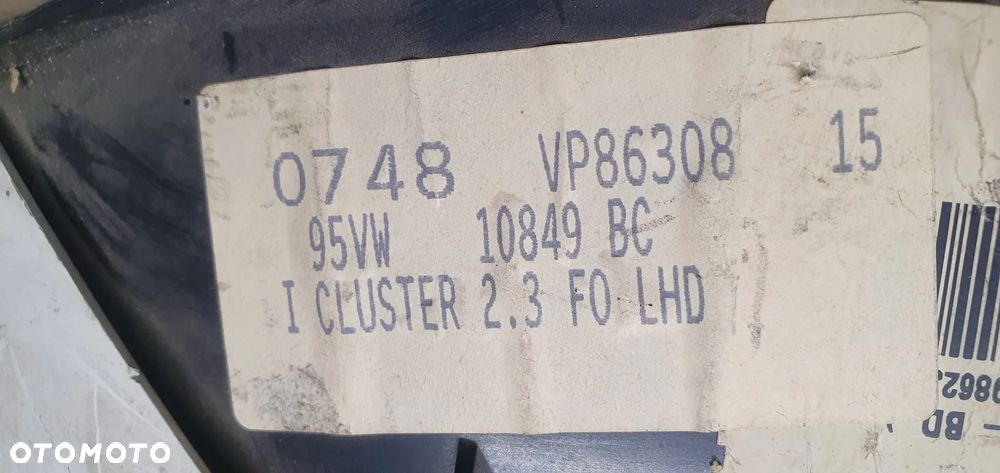 0748 VP86308 15
95VW 10849 BC
I CLUSTER 2.3 FO LHD
OTOMOTO